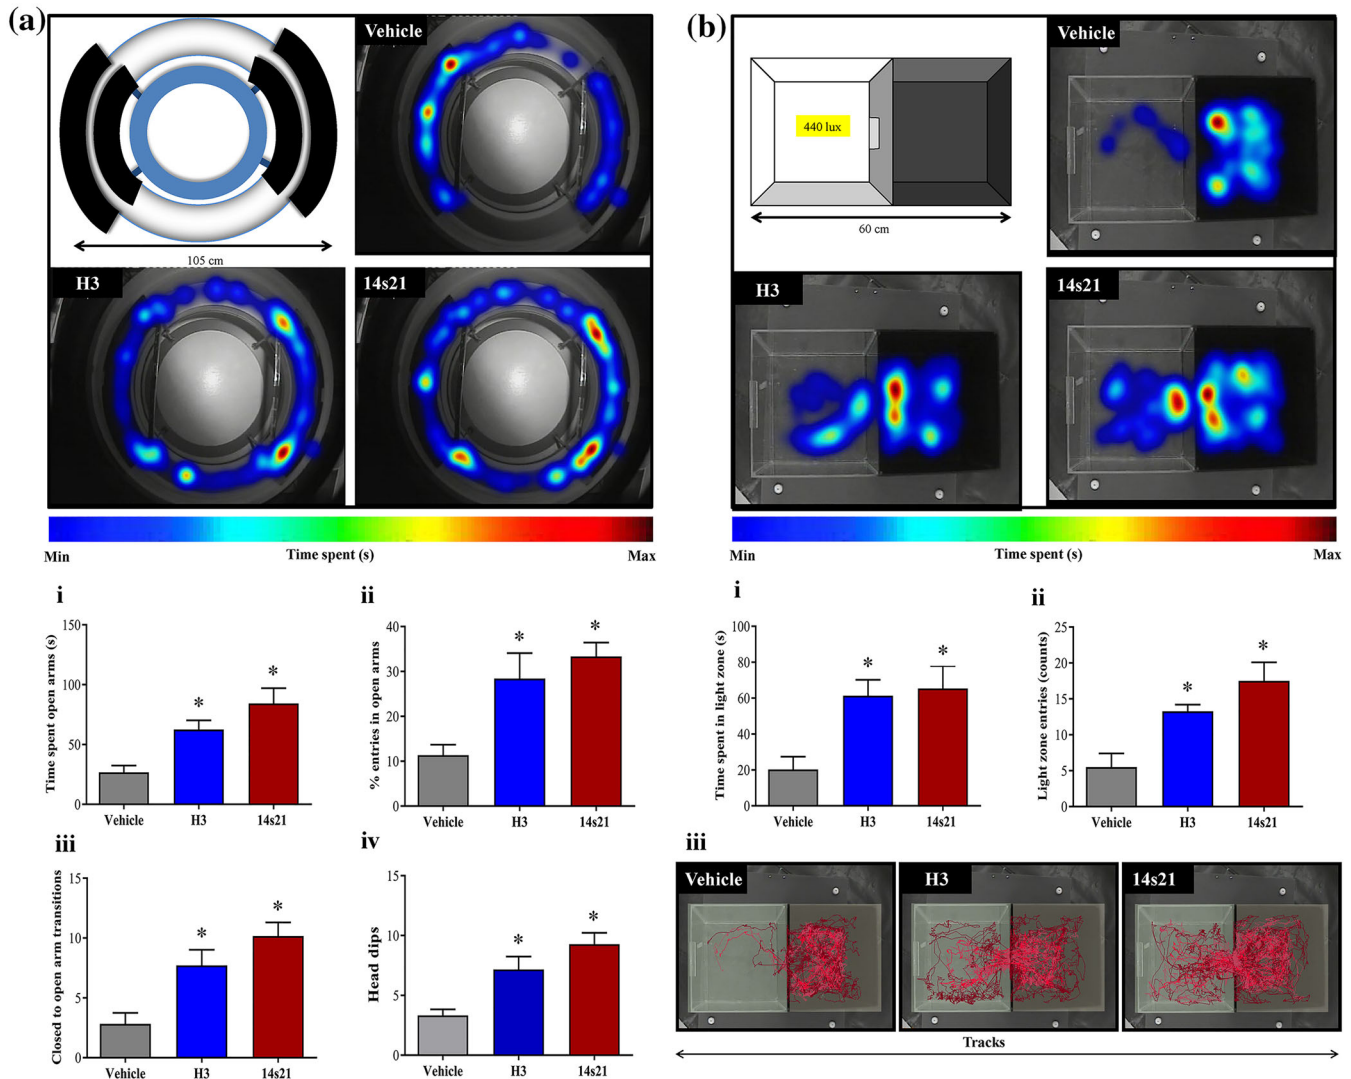 (a)
Vehicle
105 cm
H3
14s21
Min
Time spent (s)
Max
(b)
Vehicle
440 lux
60 cm
H3
14s21
Min
Time spent (s)
Max
i
Time spent open arms (s)
150
100
50
0
*
*
Vehicle
H3
14s21
ii
% entries in open arms
40
30
20
10
0
*
*
Vehicle
H3
14s21
iii
Closed to open arm transitions
15
10
5
0
*
*
Vehicle
H3
14s21
iv
Head dips
15
10
5
0
*
*
Vehicle
H3
14s21
i
Time spent in light zone (s)
100
80
60
40
20
0
*
*
Vehicle
H3
14s21
ii
Light zone entries (counts)
25
20
15
10
5
0
*
*
Vehicle
H3
14s21
iii
Vehicle
H3
14s21
Tracks